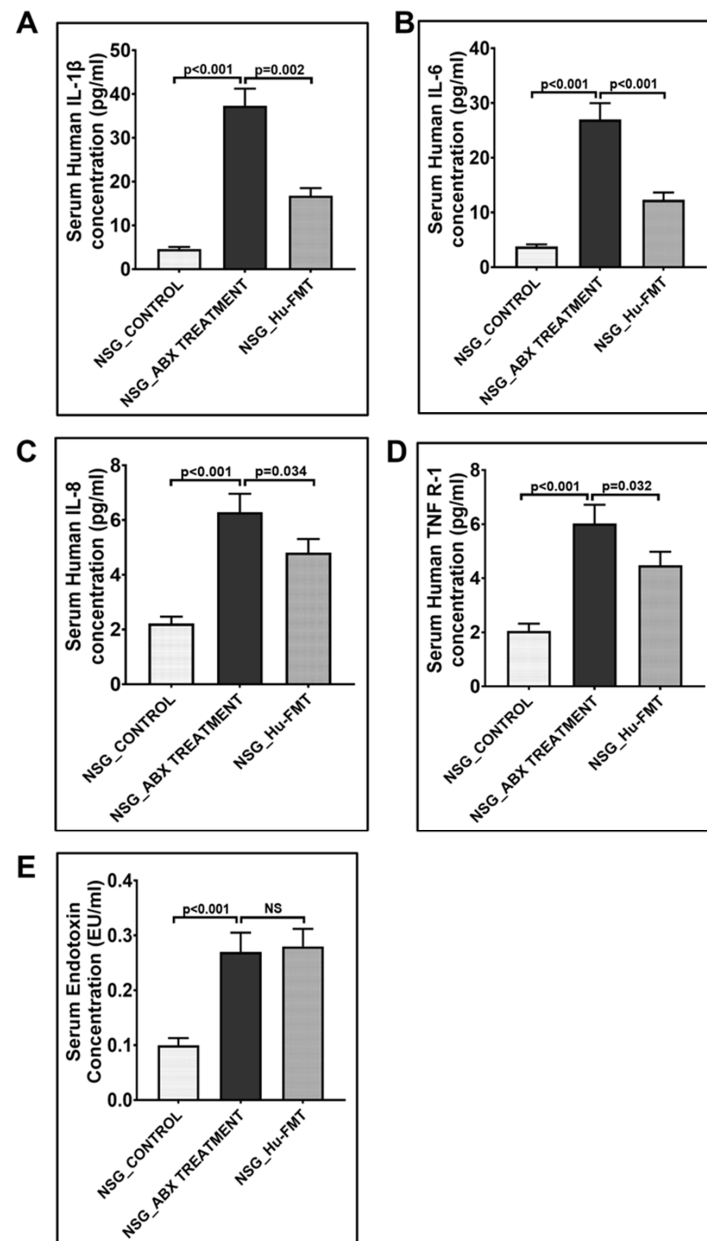 A
Serum Human IL-1β
concentration (pg/ml)
50
40
30
20
10
0
p<0.001
p=0.002
NSG_CONTROL
NSG_ABX TREATMENT
NSG_Hu-FMT
B
Serum Human IL-6
concentration (pg/ml)
40
30
20
10
0
p<0.001
p<0.001
NSG_CONTROL
NSG_ABX TREATMENT
NSG_Hu-FMT
C
Serum Human IL-8
concentration (pg/ml)
8
6
4
2
0
p<0.001
p=0.034
NSG_CONTROL
NSG_ABX TREATMENT
NSG_Hu-FMT
D
Serum Human TNF R-1
concentration (pg/ml)
8
6
4
2
0
p<0.001
p=0.032
NSG_CONTROL
NSG_ABX TREATMENT
NSG_Hu-FMT
E
Serum Endotoxin
Concentration (EU/ml)
0.4
0.3
0.2
0.1
0.0
p<0.001
NS
NSG_CONTROL
NSG_ABX TREATMENT
NSG_Hu-FMT